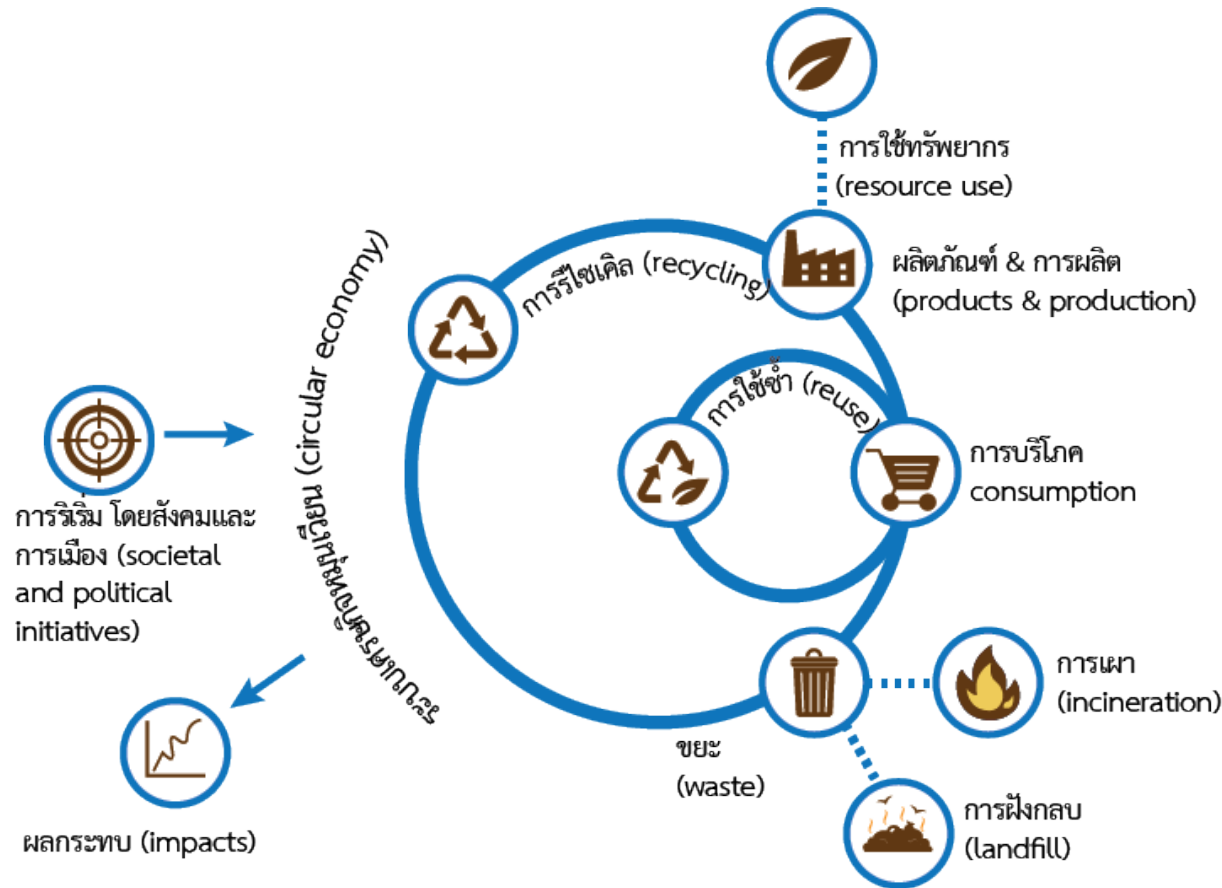 การใช้ทรัพยากร
(resource use)
ผลิตภัณฑ์ & การผลิต
(products & production)
การรีไซเคิล (recycling)
การใช้ซ้ำ (reuse)
การบริโภค
consumption
ระบบเศรษฐกิจหมุนเวียน (circular economy)
การริเริ่ม โดยสังคมและ
การเมือง (societal
and political
initiatives)
การเผา
(incineration)
ขยะ
(waste)
การฝังกลบ
(landfill)
ผลกระทบ (impacts)